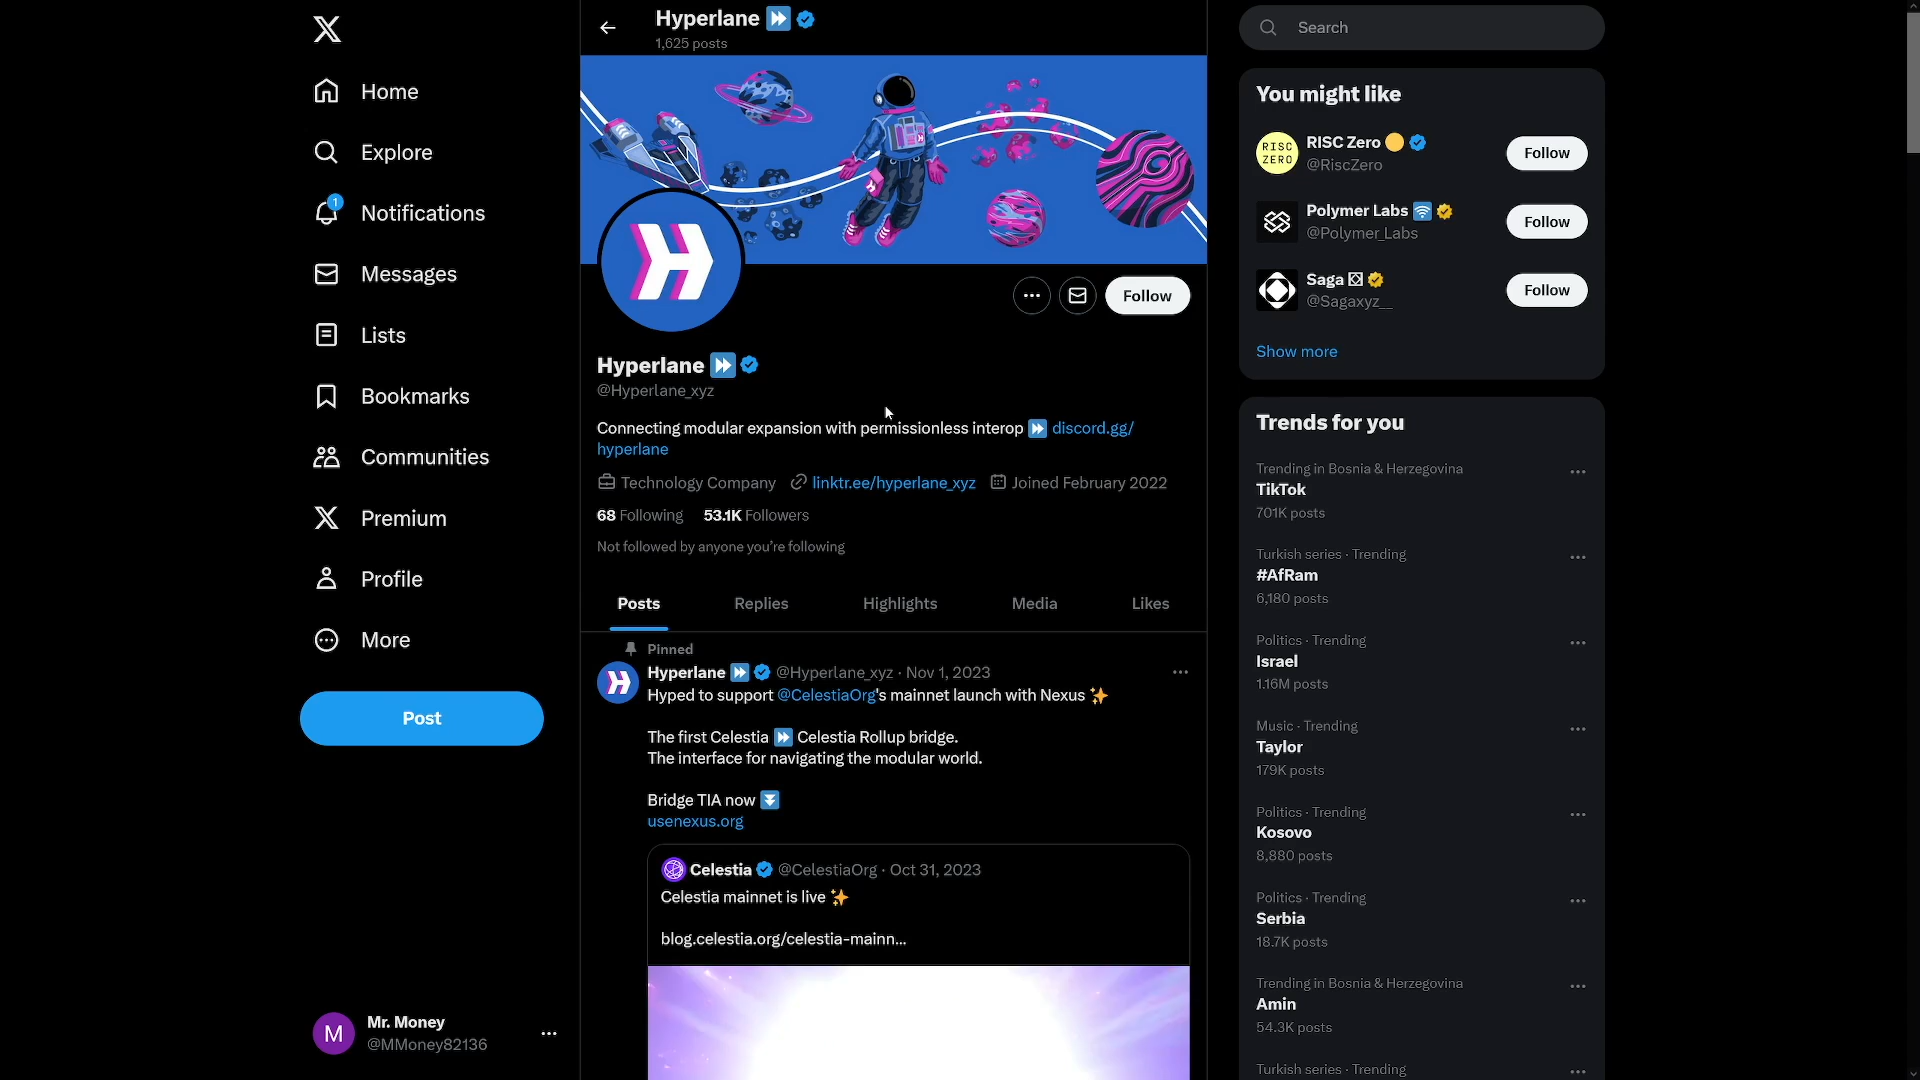 Home
Explore
1
Notifications
Messages
Lists
Bookmarks
Communities
Premium
Profile
More
Post
M
Mr. Money
@MMoney82136
Hyperlane ⏩
1,625 posts
Follow
Hyperlane ⏩
@Hyperlane_xyz
Connecting modular expansion with permissionless interop ⏩ discord.gg/
hyperlane
Technology Company linktr.ee/hyperlane_xyz Joined February 2022
68 Following 53.1K Followers
Not followed by anyone you're following
Posts Replies Highlights Media Likes
Pinned
Hyperlane ⏩ @Hyperlane_xyz · Nov 1, 2023
Hyped to support @CelestiaOrg's mainnet launch with Nexus ✨
The first Celestia ⏩ Celestia Rollup bridge.
The interface for navigating the modular world.
Bridge TIA now ⏬
usenexus.org
Celestia @CelestiaOrg · Oct 31, 2023
Celestia mainnet is live ✨
blog.celestia.org/celestia-mainn...
Search
You might like
RISC
ZERO
RISC Zero
@RiscZero
Follow
Polymer Labs
@Polymer_Labs
Follow
Saga
@Sagaxyz__
Follow
Show more
Trends for you
Trending in Bosnia & Herzegovina
TikTok
701K posts
Turkish series · Trending
#AfRam
6,180 posts
Politics · Trending
Israel
1.16M posts
Music · Trending
Taylor
179K posts
Politics · Trending
Kosovo
8,880 posts
Politics · Trending
Serbia
18.7K posts
Trending in Bosnia & Herzegovina
Amin
54.3K posts
Turkish series · Trending